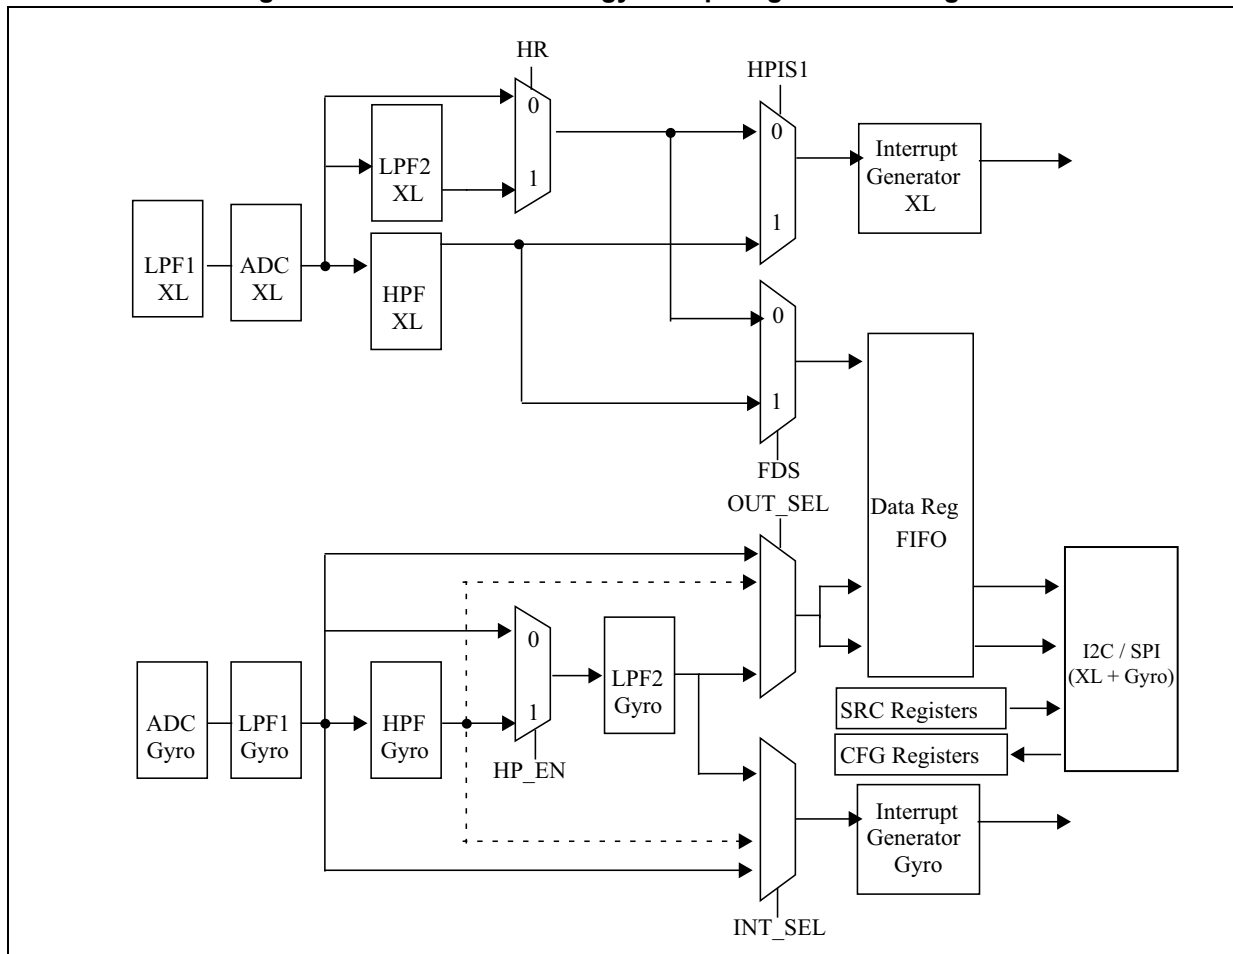 HR
HPIS1
0
0
Interrupt
Generator
XL
LPF2
XL
1
1
LPF1
XL
ADC
XL
HPF
XL
0
1
FDS
OUT_SEL
Data Reg
FIFO
0
LPF2
Gyro
I2C / SPI
(XL + Gyro)
ADC
Gyro
LPF1
Gyro
HPF
Gyro
1
SRC Registers
CFG Registers
HP_EN
Interrupt
Generator
Gyro
INT_SEL